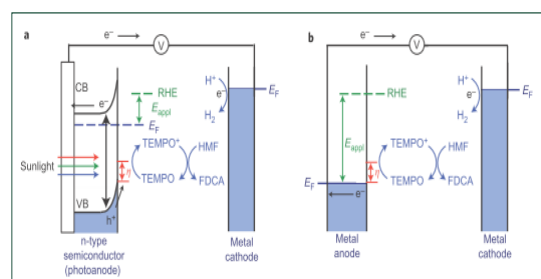 a
e⁻
V
CB
e⁻
RHE
E_appl
E_F
H⁺
e⁻
H₂
E_F
Sunlight
η
TEMPO⁺
HMF
TEMPO
FDCA
VB
h⁺
n-type
semiconductor
(photoanode)
Metal
cathode
b
e⁻
V
RHE
E_appl
H⁺
e⁻
H₂
E_F
TEMPO⁺
HMF
η
TEMPO
FDCA
E_F
e⁻
Metal
anode
Metal
cathode